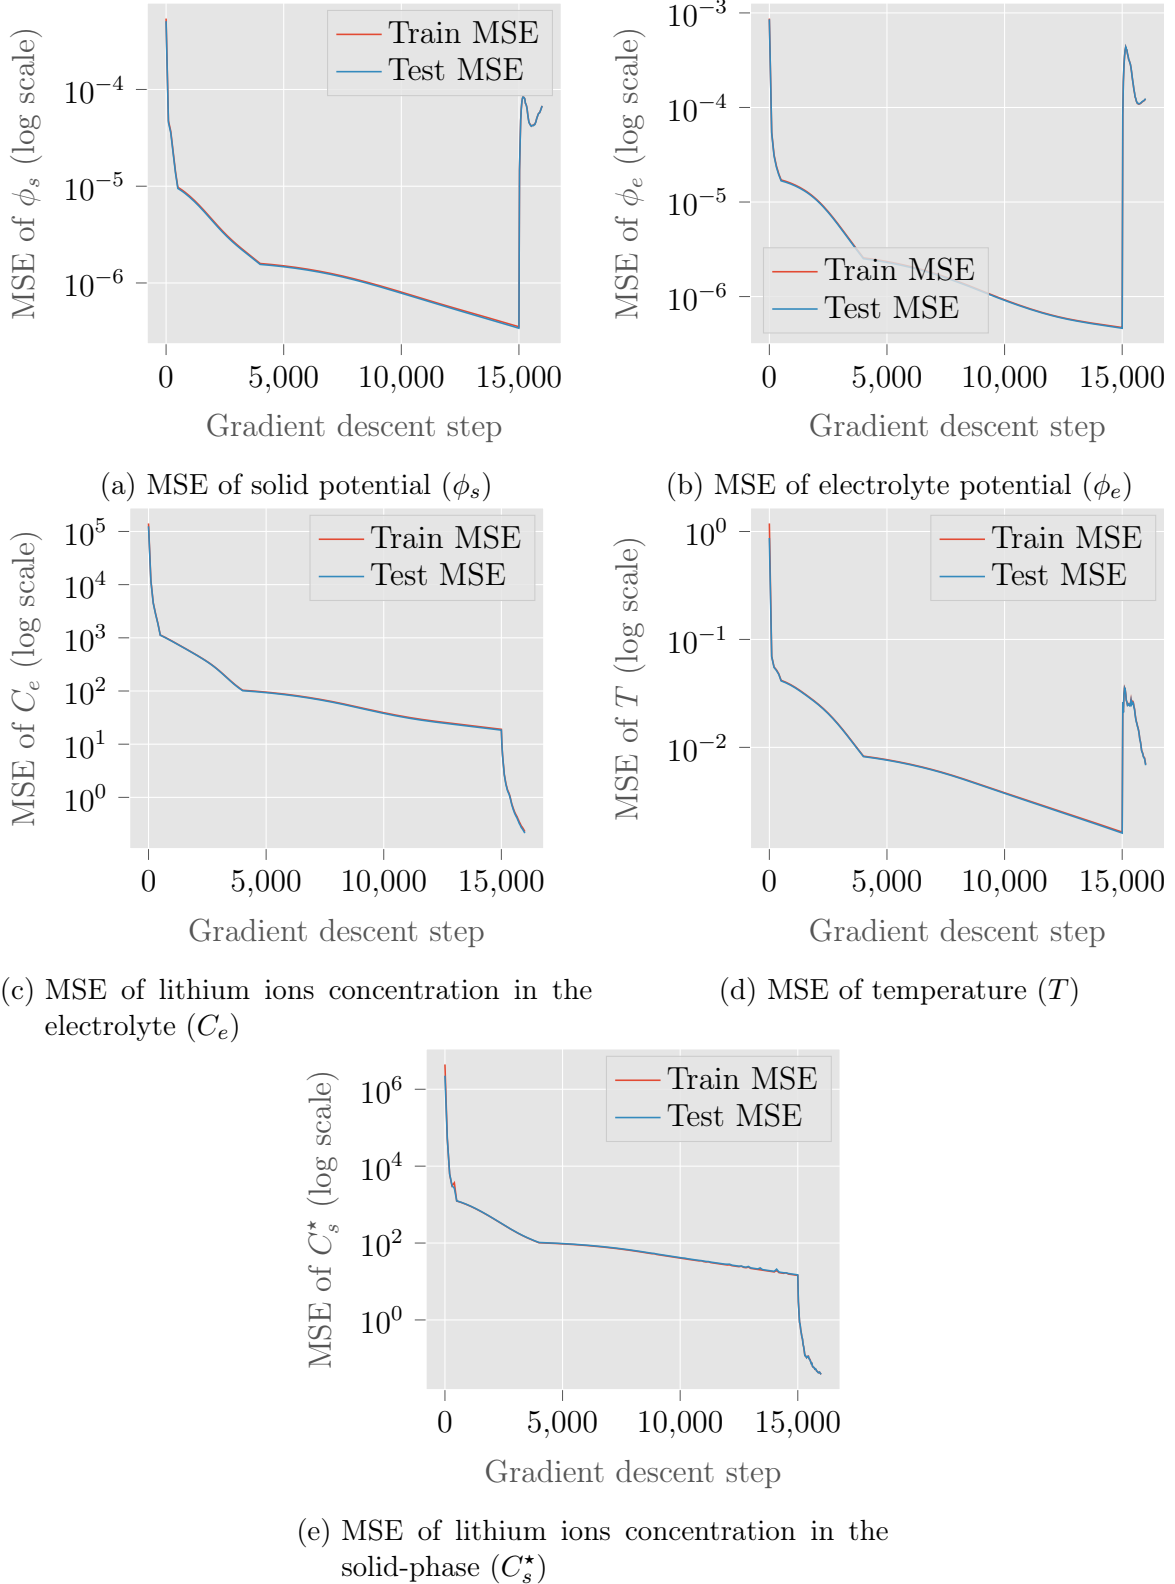 MSE of ϕ_s (log scale)
10^{-4}
10^{-5}
10^{-6}
Train MSE
Test MSE
0 5,000 10,000 15,000
Gradient descent step
(a) MSE of solid potential (ϕ_s)
MSE of ϕ_e (log scale)
10^{-3}
10^{-4}
10^{-5}
10^{-6}
Train MSE
Test MSE
0 5,000 10,000 15,000
Gradient descent step
(b) MSE of electrolyte potential (ϕ_e)
MSE of C_e (log scale)
10^5
10^4
10^3
10^2
10^1
10^0
Train MSE
Test MSE
0 5,000 10,000 15,000
Gradient descent step
(c) MSE of lithium ions concentration in the
electrolyte (C_e)
MSE of T (log scale)
10^0
10^{-1}
10^{-2}
Train MSE
Test MSE
0 5,000 10,000 15,000
Gradient descent step
(d) MSE of temperature (T)
MSE of C_s^⋆ (log scale)
10^6
10^4
10^2
10^0
Train MSE
Test MSE
0 5,000 10,000 15,000
Gradient descent step
(e) MSE of lithium ions concentration in the
solid-phase (C_s^⋆)